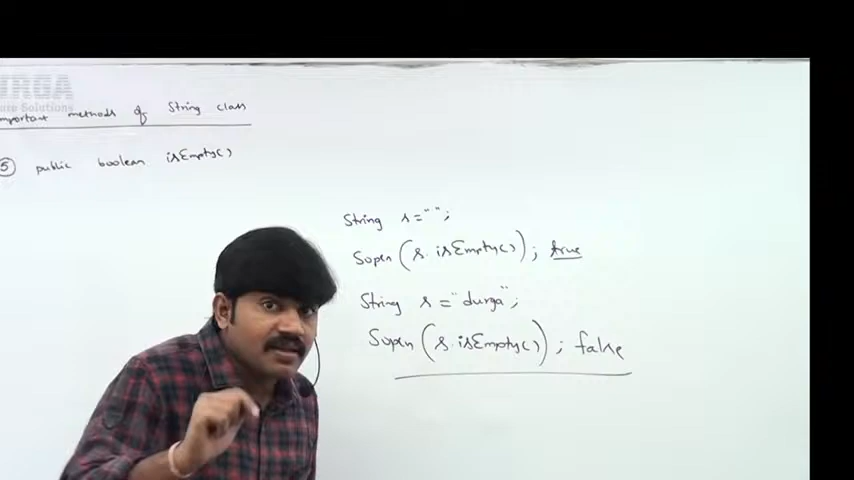 URGA
ware Solutions
mportant methods of String class
5 public boolean isEmpty()
String s="";
Sopln(s.isEmpty()); true
String s="durga";
Sopln(s.isEmpty()); false